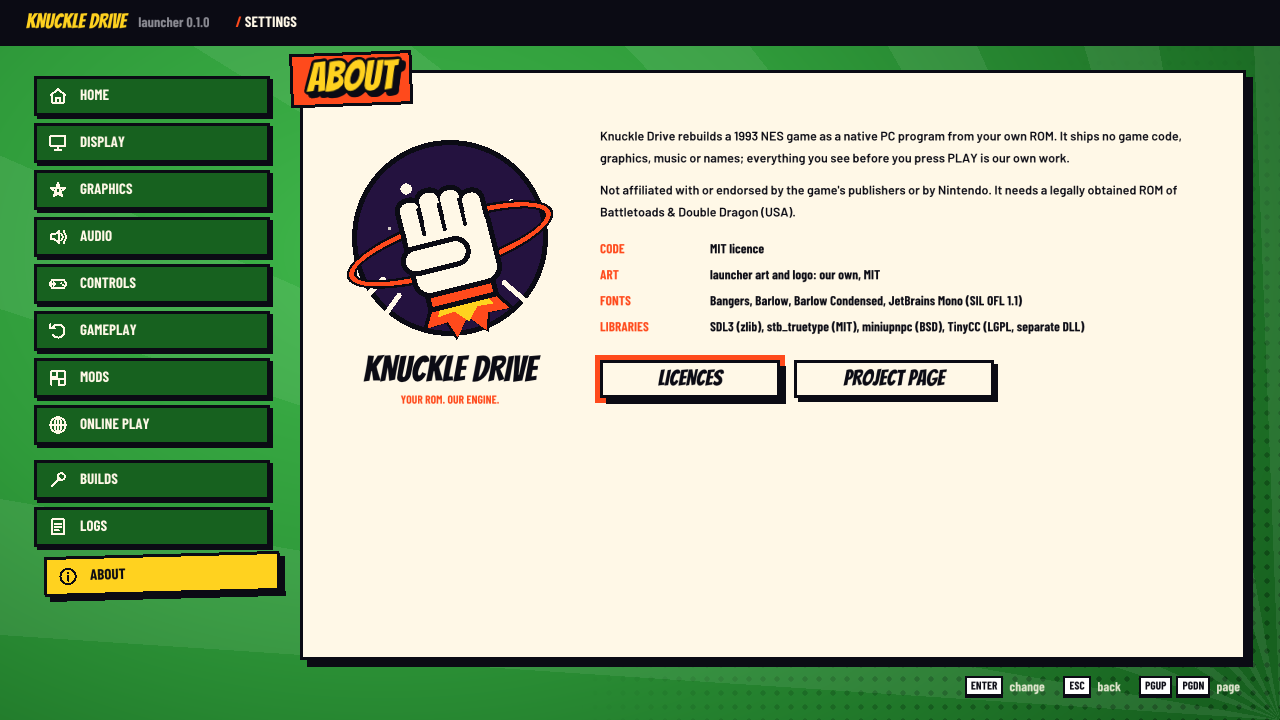 KNUCKLE DRIVE launcher 0.1.0 / SETTINGS
ABOUT
HOME
DISPLAY
GRAPHICS
AUDIO
CONTROLS
GAMEPLAY
MODS
ONLINE PLAY
BUILDS
LOGS
ABOUT
KNUCKLE DRIVE
YOUR ROM. OUR ENGINE.
Knuckle Drive rebuilds a 1993 NES game as a native PC program from your own ROM. It ships no game code,
graphics, music or names; everything you see before you press PLAY is our own work.
Not affiliated with or endorsed by the game's publishers or by Nintendo. It needs a legally obtained ROM of
Battletoads & Double Dragon (USA).
CODE MIT licence
ART launcher art and logo: our own, MIT
FONTS Bangers, Barlow, Barlow Condensed, JetBrains Mono (SIL OFL 1.1)
LIBRARIES SDL3 (zlib), stb_truetype (MIT), miniupnpc (BSD), TinyCC (LGPL, separate DLL)
LICENCES PROJECT PAGE
ENTER change ESC back PGUP PGDN page